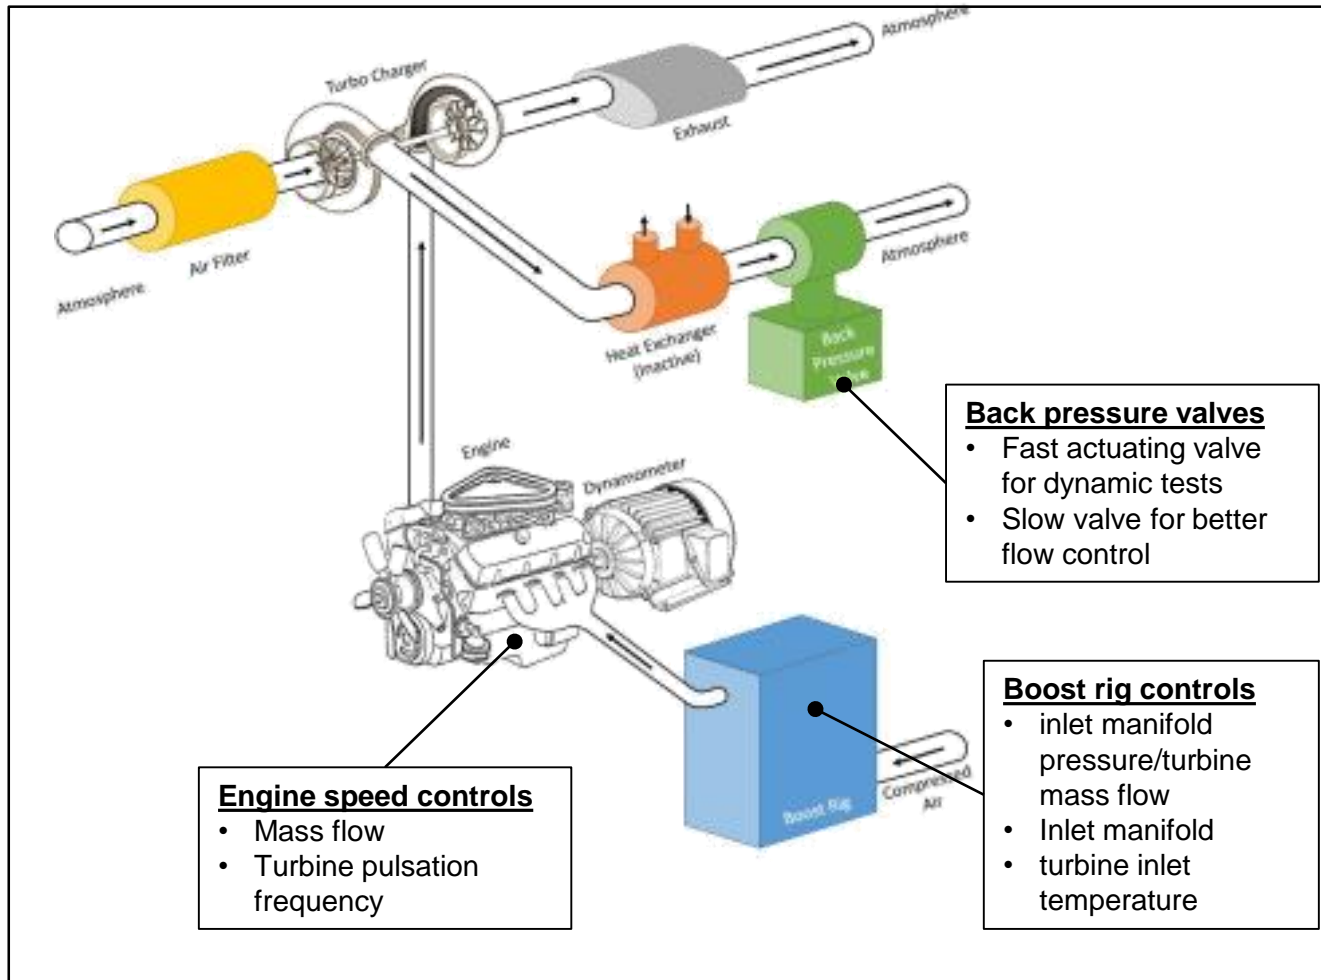 Atmosphere
Turbo Charger
Exhaust
Air Filter
Atmosphere
Atmosphere
Heat Exchanger
(Inactive)
Back
Pressure
Valve
Back pressure valves
• Fast actuating valve
for dynamic tests
• Slow valve for better
flow control
Engine
Dynamometer
Boost rig controls
• inlet manifold
pressure/turbine
mass flow
• Inlet manifold
• turbine inlet
temperature
Compressed
Air
Boost Rig
Engine speed controls
• Mass flow
• Turbine pulsation
frequency